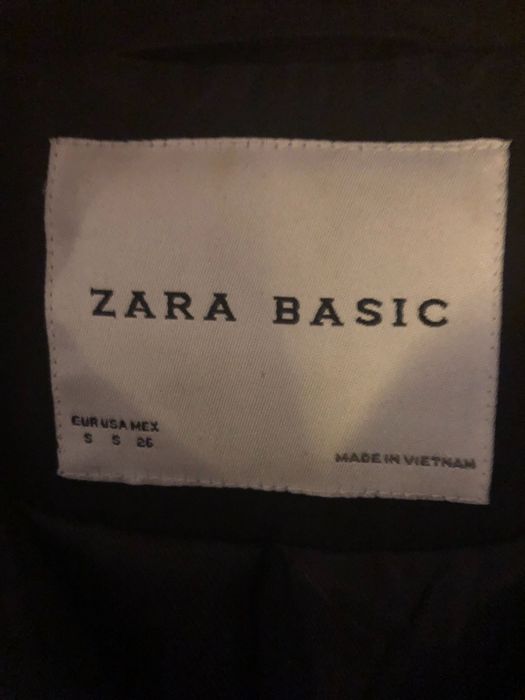 ZARA BASIC
EUR USA MEX
S S 26
MADE IN VIETNAM